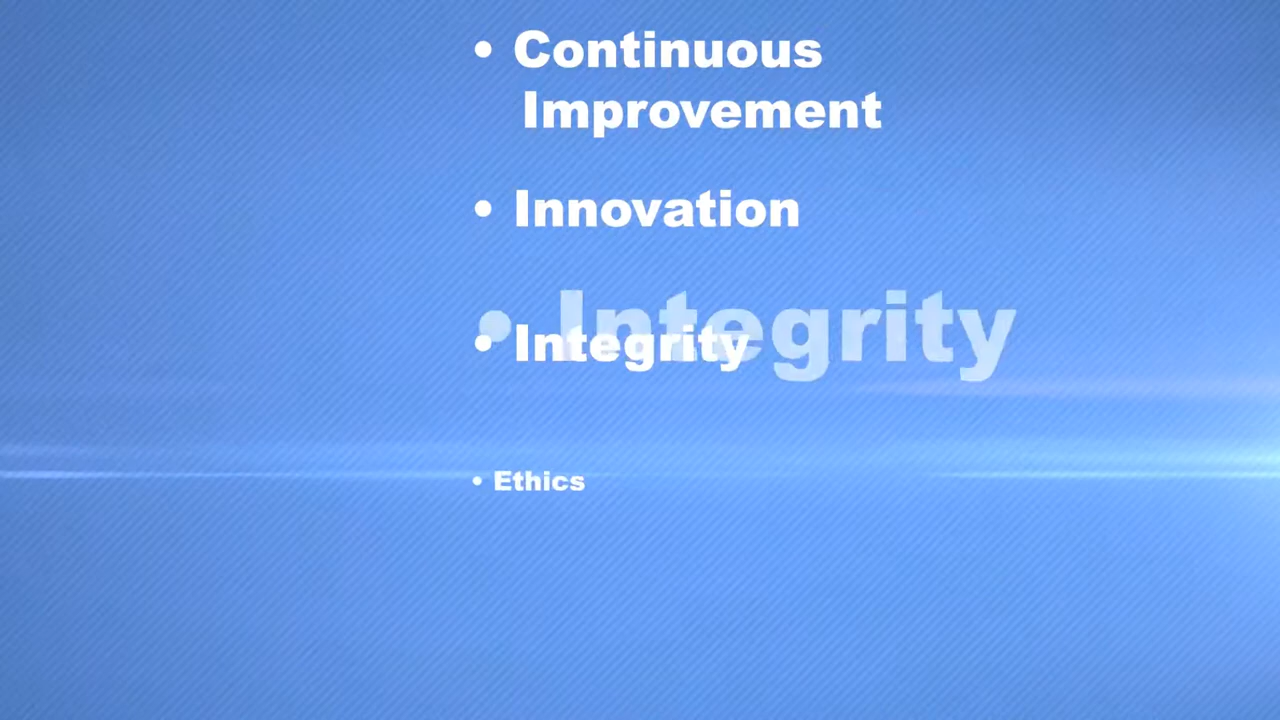 • Continuous
Improvement
• Innovation
• Integrity
• Integrity
• Ethics